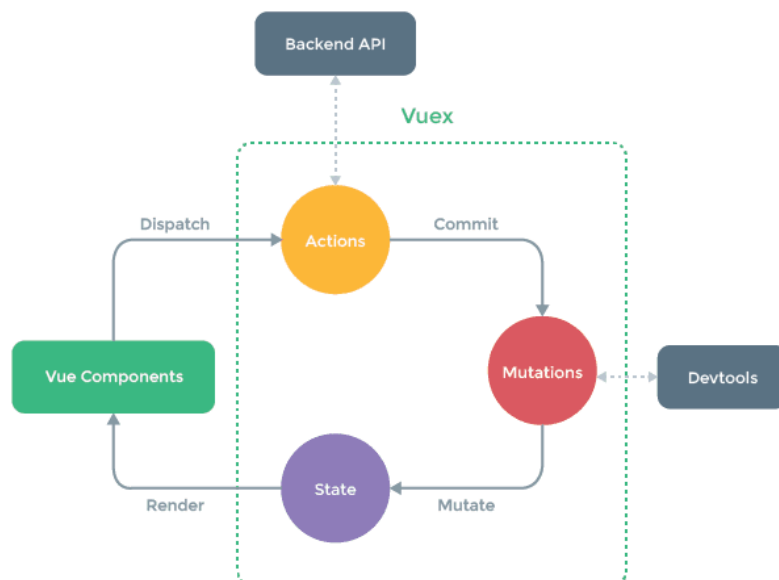 Backend API
Vuex
Dispatch
Commit
Actions
Vue Components
Mutations
Devtools
State
Render
Mutate